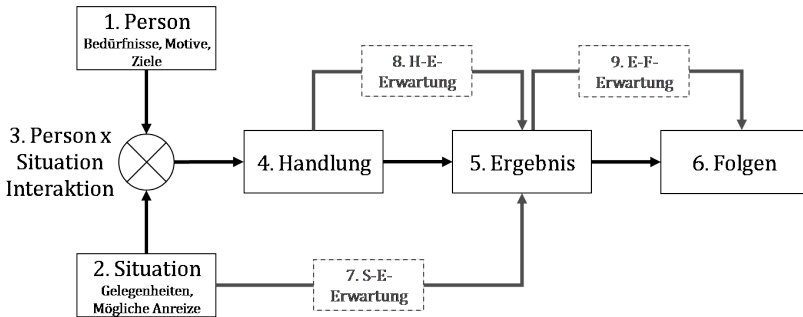 1. Person
Bedürfnisse, Motive,
Ziele
8. H-E-
Erwartung
9. E-F-
Erwartung
3. Person x
Situation
Interaktion
4. Handlung
5. Ergebnis
6. Folgen
2. Situation
Gelegenheiten,
Mögliche Anreize
7. S-E-
Erwartung